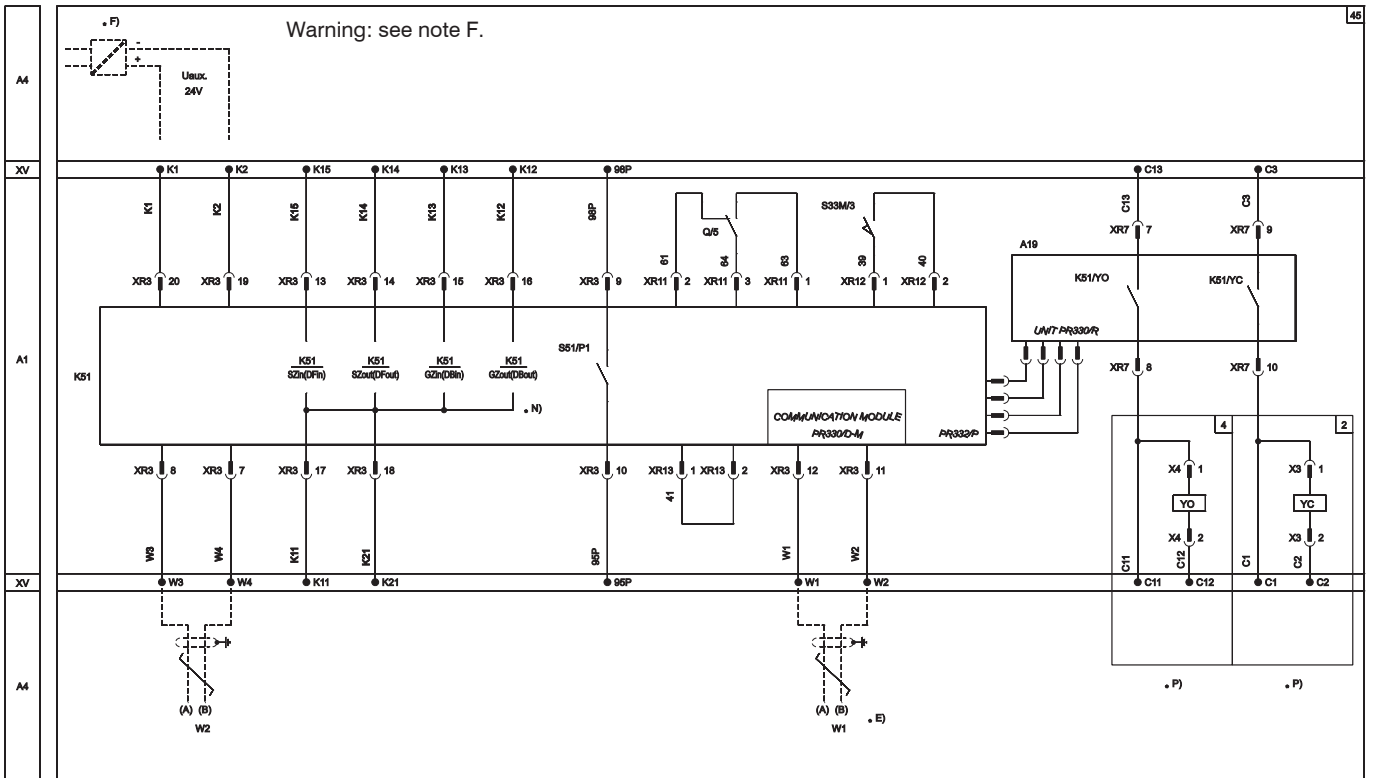 . F)
Warning: see note F.
45
-
+
Uaux.
24V
A4
XV
K1
K2
K15
K14
K13
K12
98P
C13
C3
K1
K2
K15
K14
K13
K12
98P
61
Q/5
64
63
S33M/3
39
40
C13
C3
XR7 7
XR7 9
A19
XR3 20
XR3 19
XR3 13
XR3 14
XR3 15
XR3 16
XR3 9
XR11 2
XR11 3
XR11 1
XR12 1
XR12 2
K51/YO
K51/YC
UNIT PR330/R
A1
K51
K51
SZin(DFin)
K51
SZout(DFout)
K51
GZin(DBin)
K51
GZout(DBout)
S51/P1
. N)
COMMUNICATION MODULE
PR330/D-M
PR332/P
XR7 8
XR7 10
4
2
XR3 8
XR3 7
XR3 17
XR3 18
XR3 10
XR13 1
XR13 2
XR3 12
XR3 11
X4 1
X3 1
41
YO
YC
X4 2
X3 2
W3
W4
K11
K21
95P
W1
W2
C11
C12
C1
C2
XV
W3
W4
K11
K21
95P
W1
W2
C11
C12
C1
C2
A4
(A) (B)
W2
(A) (B)
W1
. E)
. P)
. P)